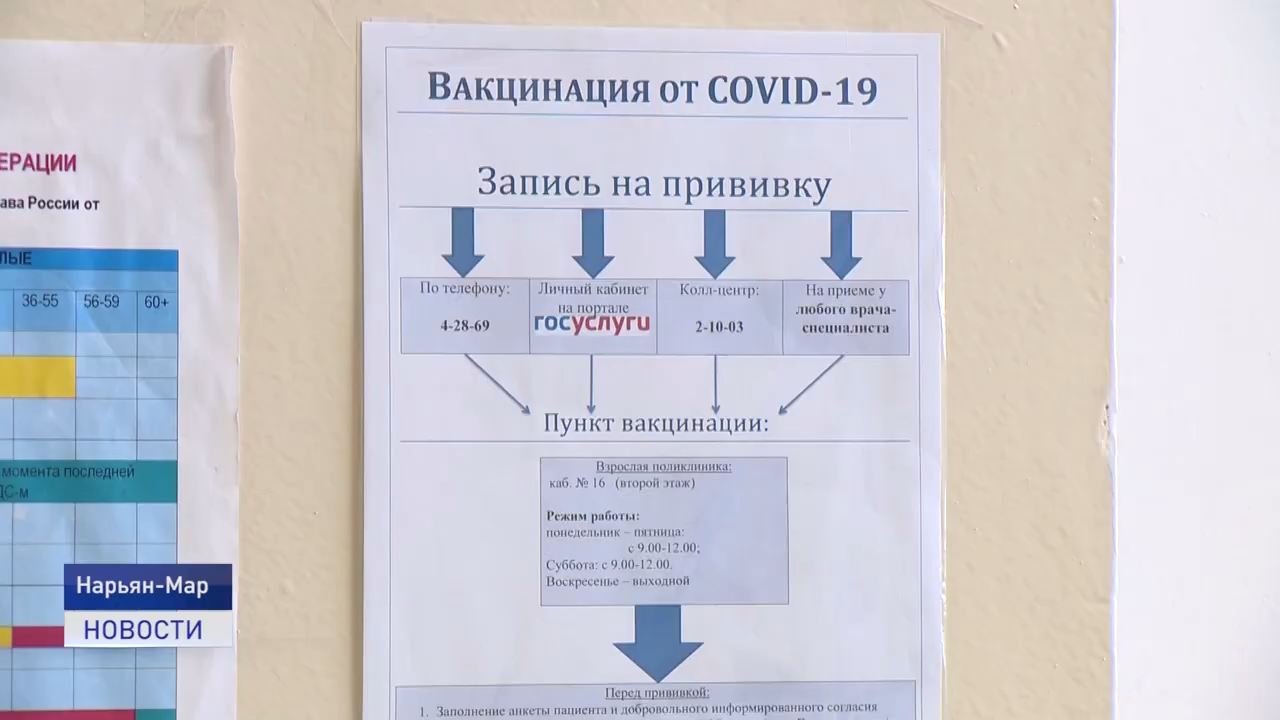 ЕРАЦИИ
ава России от
ЛЫЕ
36-55 56-59 60+
момента последней
ДС-м
Вакцинация от COVID-19
Запись на прививку
По телефону:
4-28-69
Личный кабинет
на портале
госуслуги
Колл-центр:
2-10-03
На приеме у
любого врача-
специалиста
Пункт вакцинации:
Взрослая поликлиника:
каб. № 16 (второй этаж)
Режим работы:
понедельник – пятница:
с 9.00-12.00;
Суббота: с 9.00-12.00.
Воскресенье – выходной
Перед прививкой:
1. Заполнение анкеты пациента и добровольного информированного согласия
Нарьян-Мар
НОВОСТИ